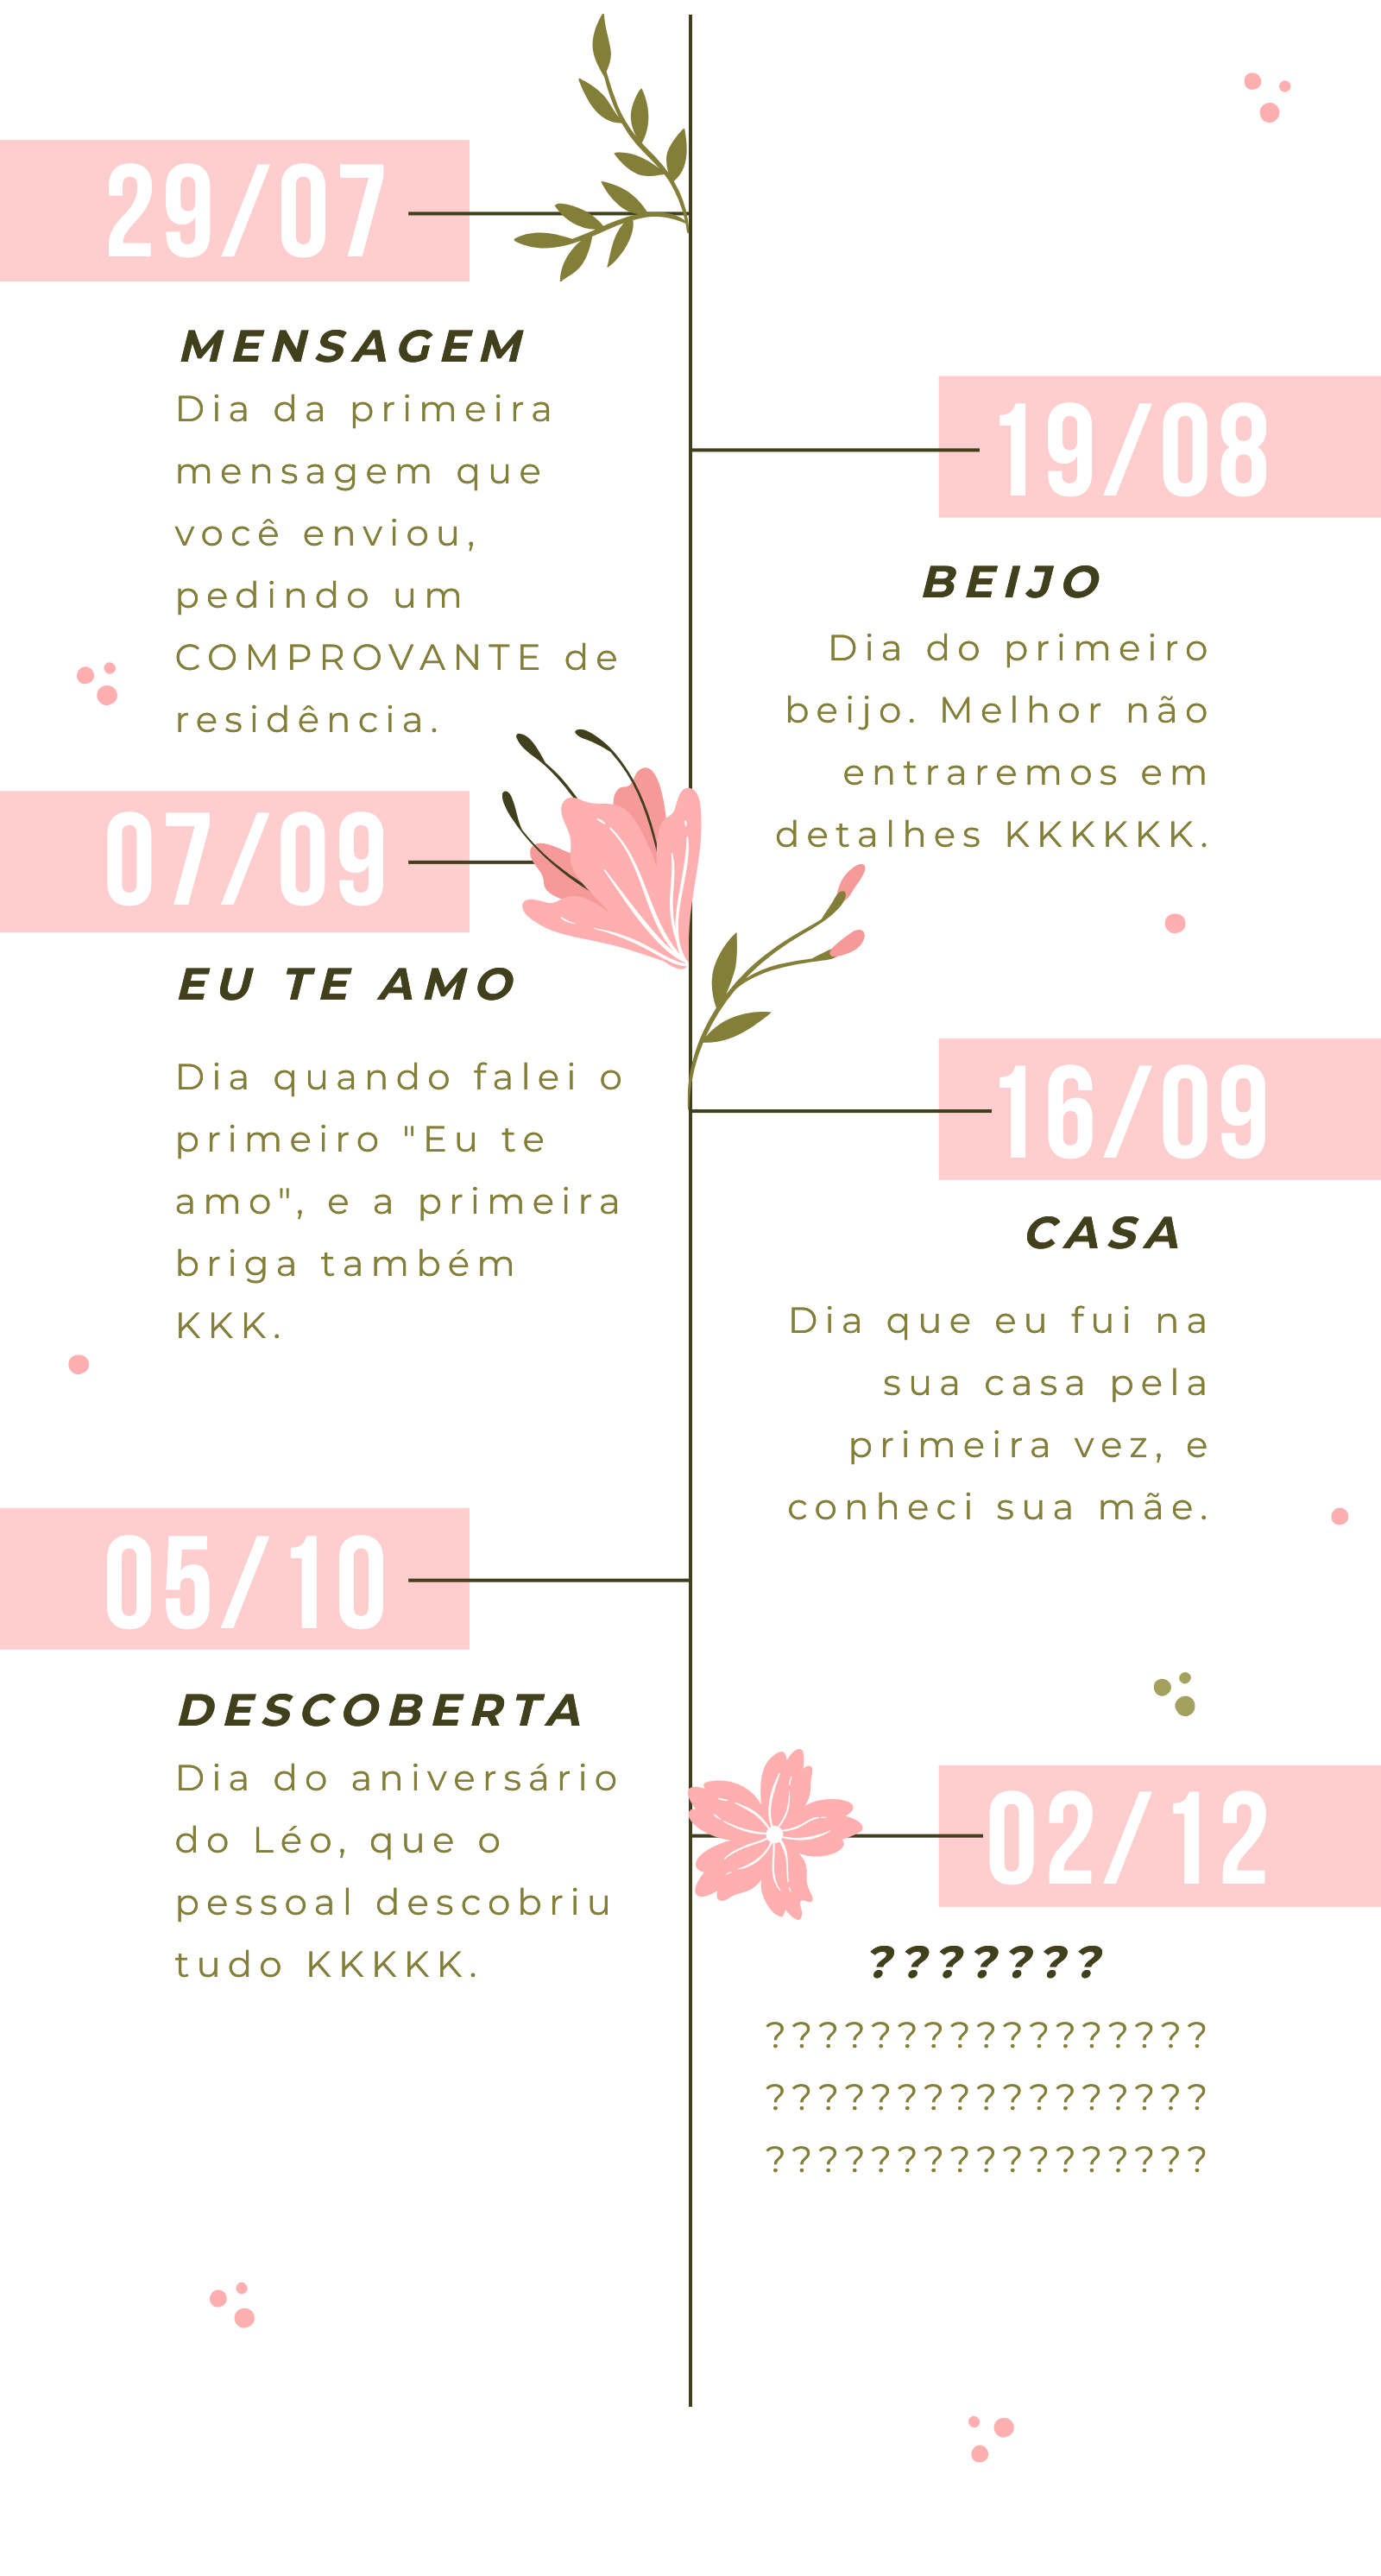 29/07
MENSAGEM
Dia da primeira
mensagem que
você enviou,
pedindo um
COMPROVANTE de
residência.
19/08
BEIJO
Dia do primeiro
beijo. Melhor não
entraremos em
detalhes KKKKKK.
07/09
EU TE AMO
Dia quando falei o
primeiro "Eu te
amo", e a primeira
briga também
KKK.
16/09
CASA
Dia que eu fui na
sua casa pela
primeira vez, e
conheci sua mãe.
05/10
DESCOBERTA
Dia do aniversário
do Léo, que o
pessoal descobriu
tudo KKKKK.
02/12
???????
?????????????????
?????????????????
?????????????????